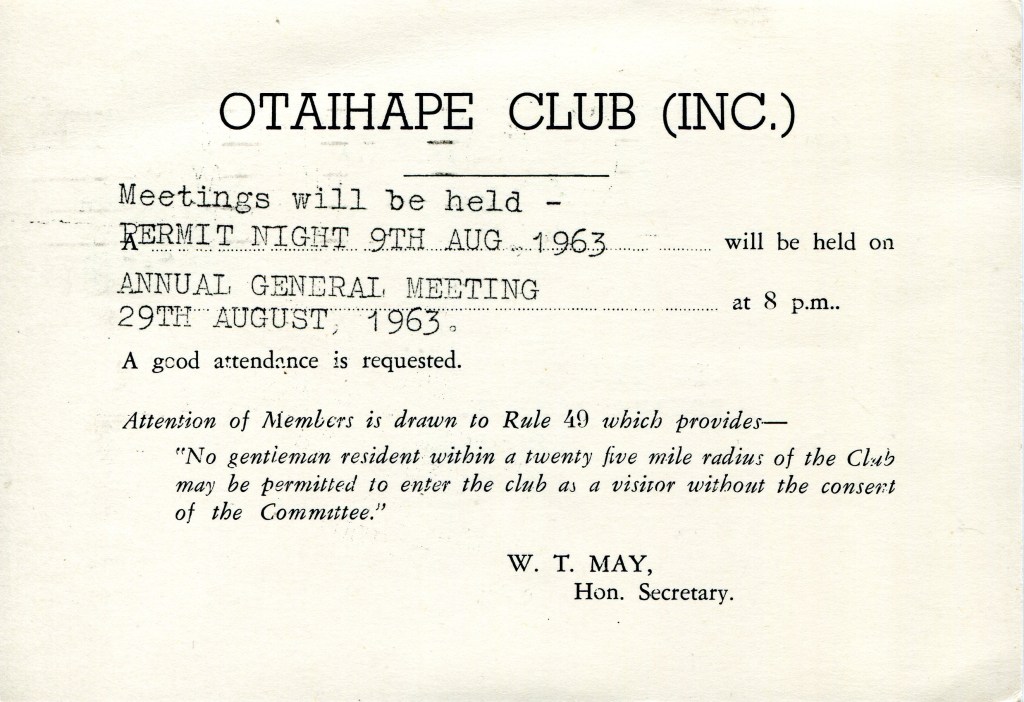 OTAIHAPE CLUB (INC.)
Meetings will be held -
PERMIT NIGHT 9TH AUG. 1963 will be held on
ANNUAL GENERAL MEETING
29TH AUGUST, 1963. at 8 p.m..
A good attendance is requested.
Attention of Members is drawn to Rule 49 which provides—
"No gentleman resident within a twenty five mile radius of the Club
may be permitted to enter the club as a visitor without the consent
of the Committee."
W. T. MAY,
Hon. Secretary.